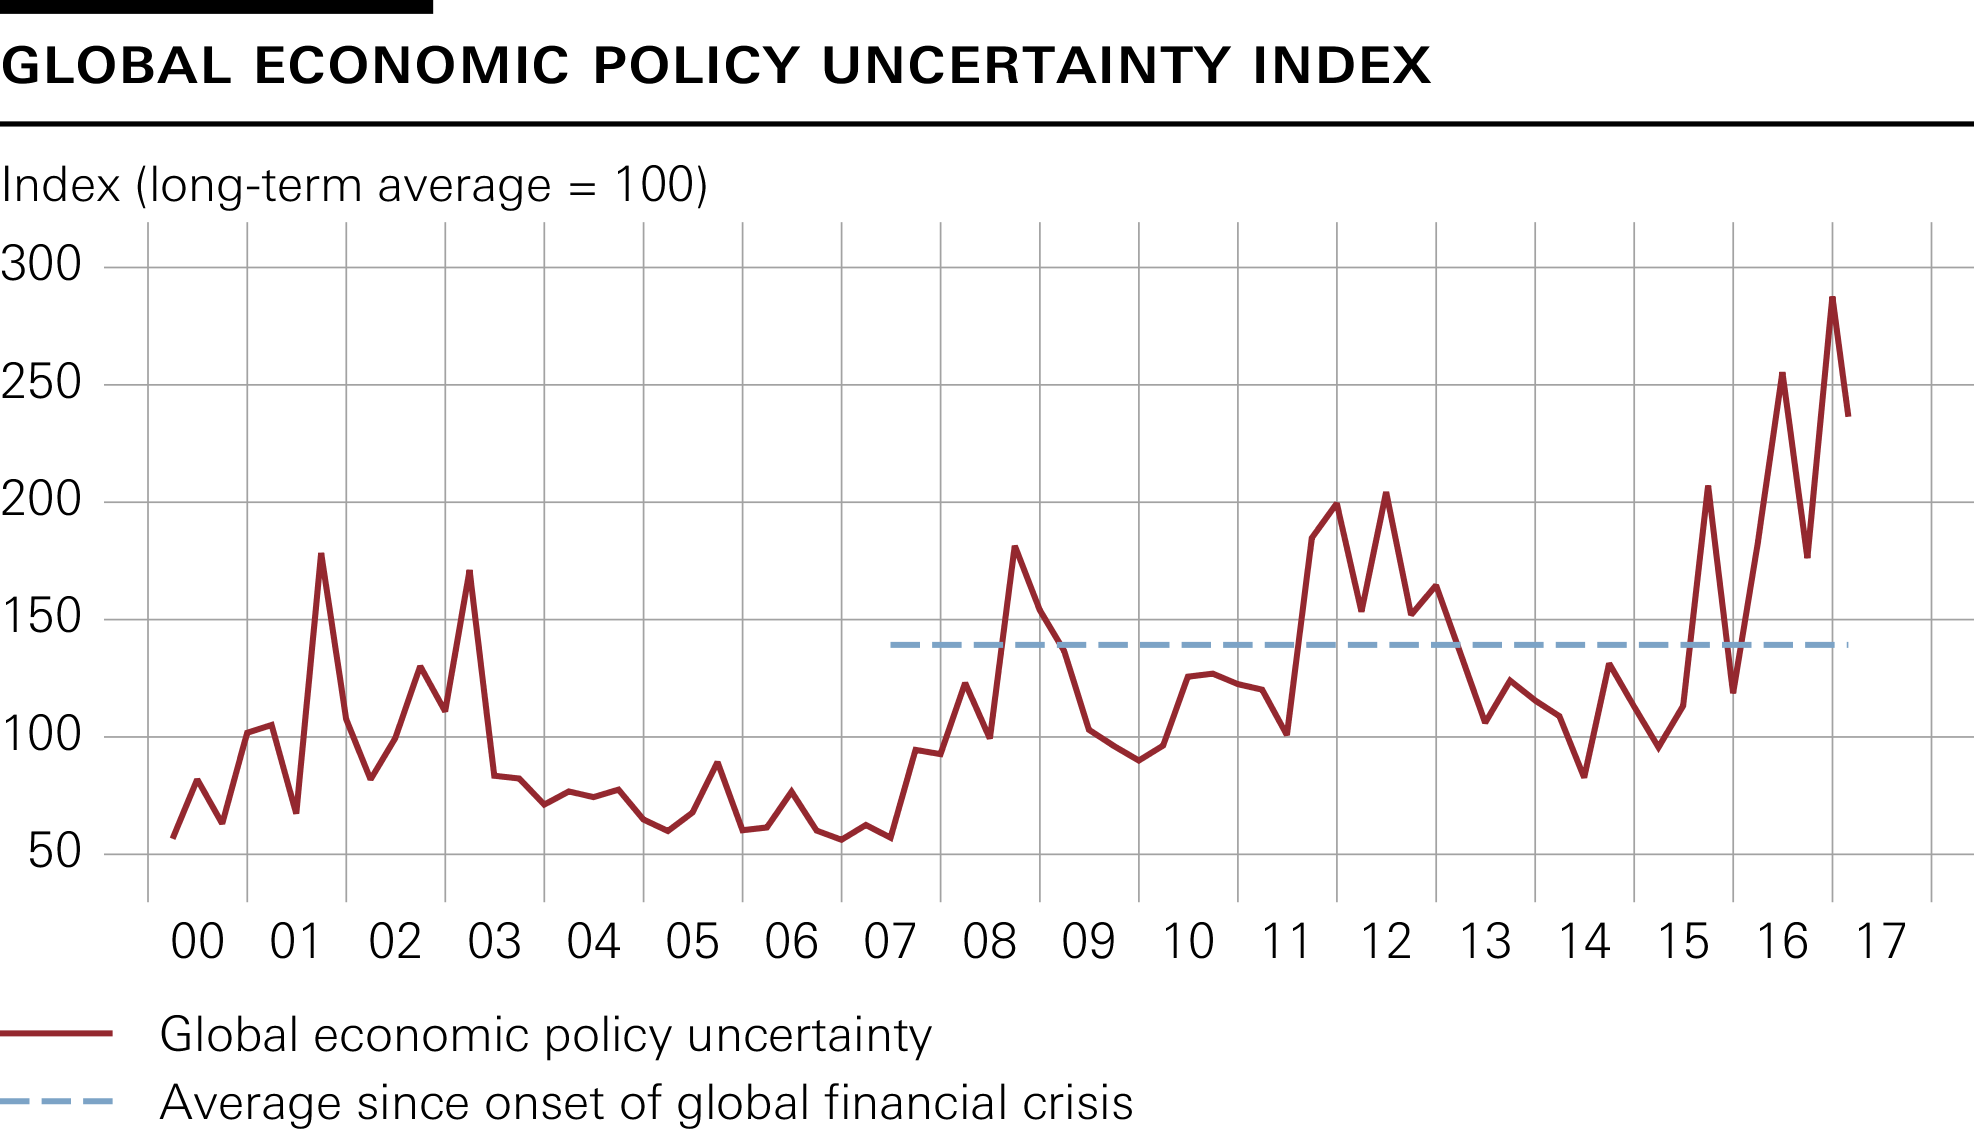 GLOBAL ECONOMIC POLICY UNCERTAINTY INDEX
Index (long-term average = 100)
300
250
200
150
100
50
00 01 02 03 04 05 06 07 08 09 10 11 12 13 14 15 16 17
Global economic policy uncertainty
Average since onset of global financial crisis